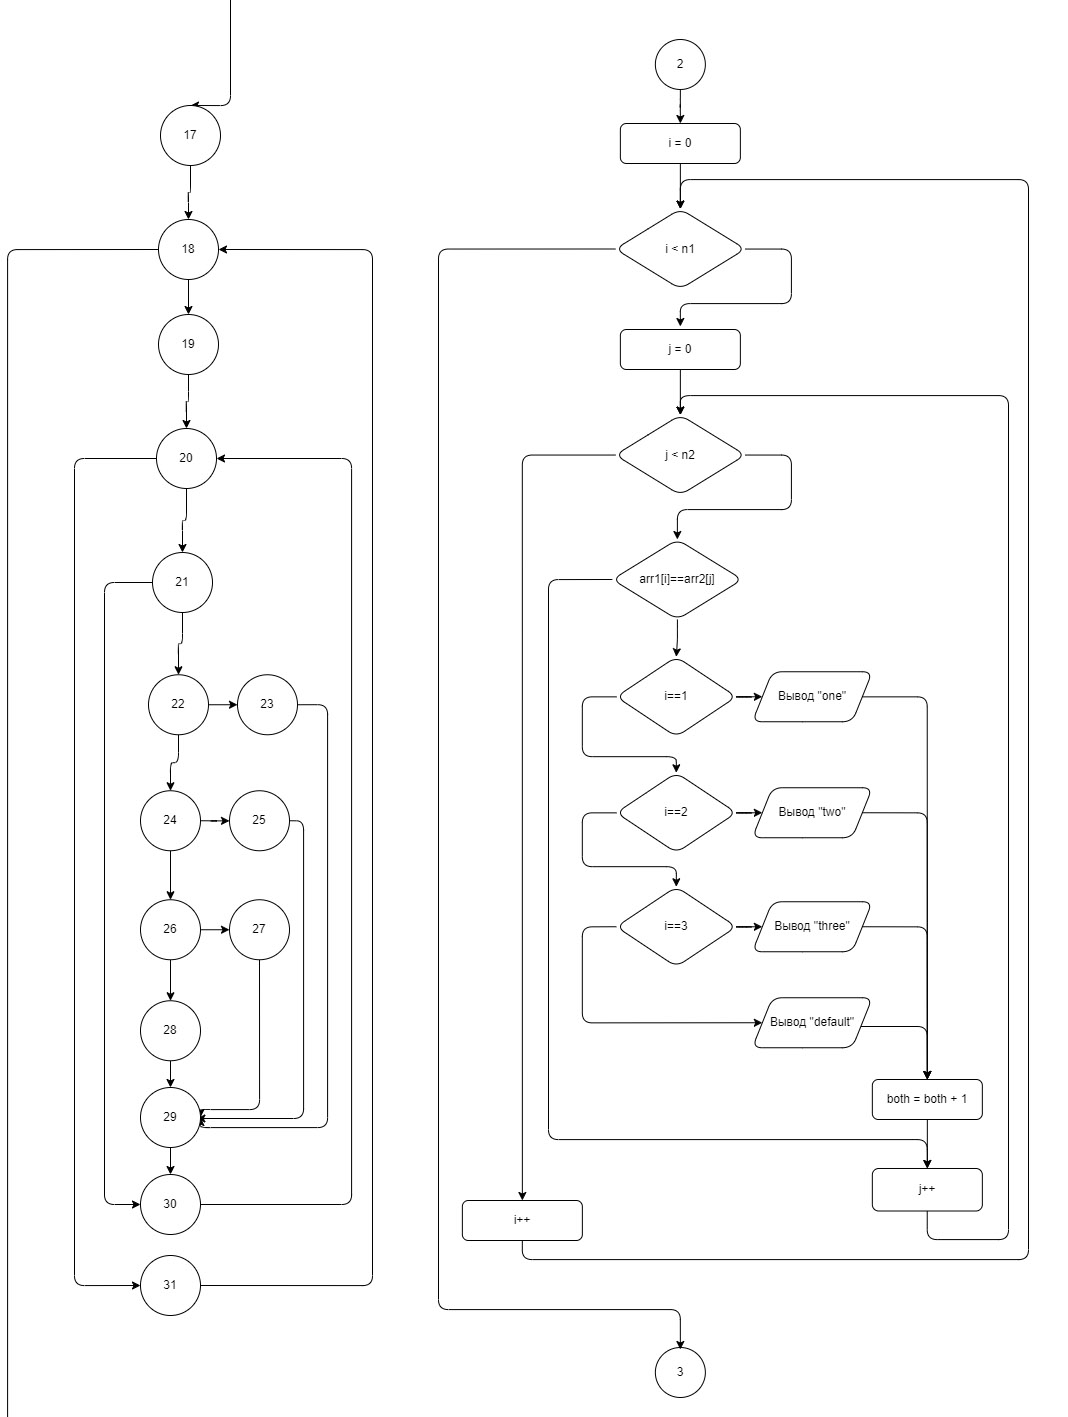 17
18
19
20
21
22
23
24
25
26
27
28
29
30
31
2
i = 0
i < n1
j = 0
j < n2
arr1[i]==arr2[j]
i==1
Вывод "one"
i==2
Вывод "two"
i==3
Вывод "three"
Вывод "default"
both = both + 1
j++
i++
3